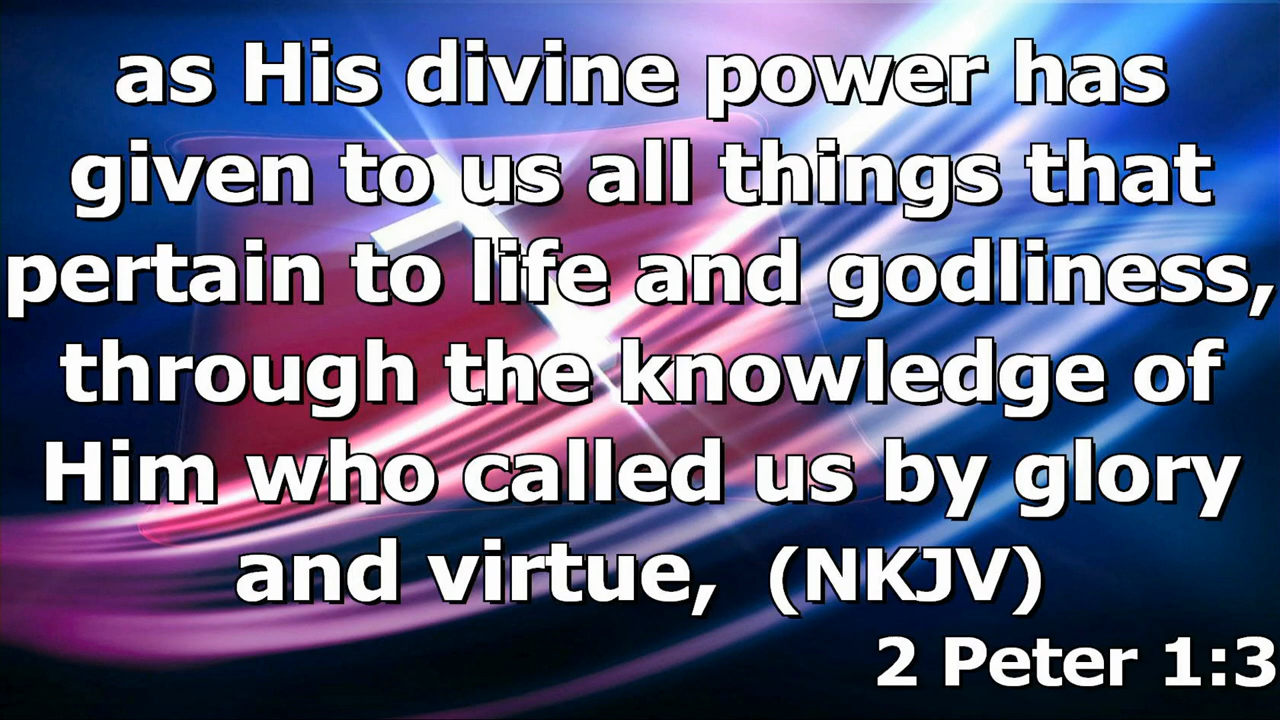 as His divine power has
given to us all things that
pertain to life and godliness,
through the knowledge of
Him who called us by glory
and virtue, (NKJV)
2 Peter 1:3